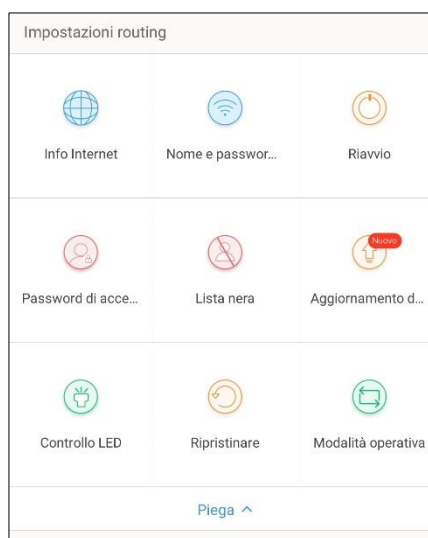 Impostazioni routing
Info Internet
Nome e passwor...
Riavvio
Password di acce...
Lista nera
Nuovo
Aggiornamento d...
Controllo LED
Ripristinare
Modalità operativa
Piega